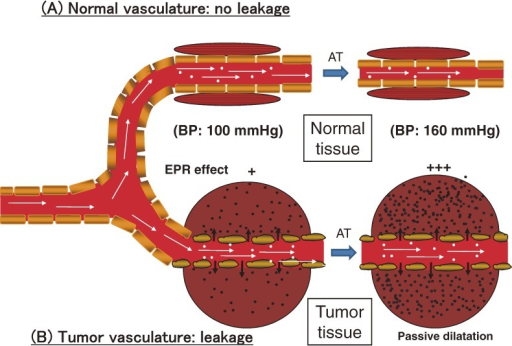 (A) Normal vasculature: no leakage
AT
(BP: 100 mmHg)
Normal
tissue
(BP: 160 mmHg)
EPR effect
+
+++
AT
Tumor
tissue
(B) Tumor vasculature: leakage
Passive dilatation